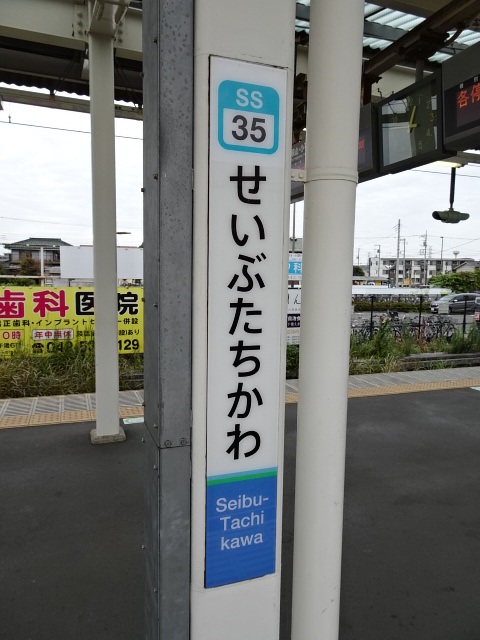 SS
35
せいぶたちかわ
Seibu-
Tachi
kawa
各停
歯科医院
年中無休
129